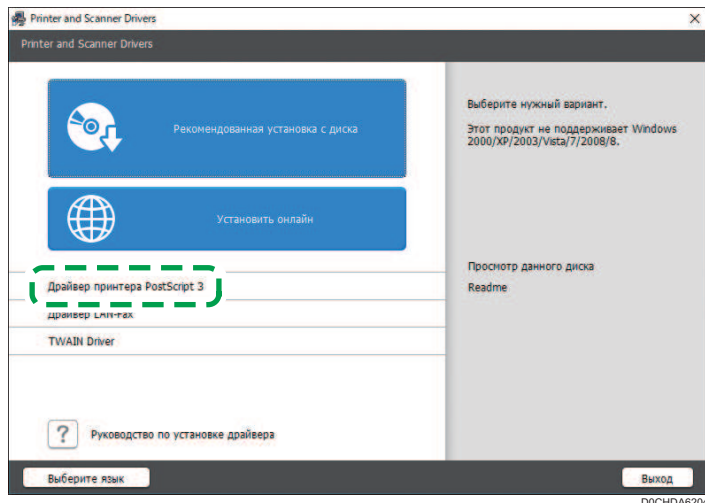 Printer and Scanner Drivers
Printer and Scanner Drivers
Рекомендованная установка с диска
Установить онлайн
Драйвер принтера PostScript 3
Драйвер LAN-Fax
TWAIN Driver
? Руководство по установке драйвера
Выберите нужный вариант.
Этот продукт не поддерживает Windows
2000/XP/2003/Vista/7/2008/8.
Просмотр данного диска
Readme
Выберите язык
Выход
D0CHDA6204